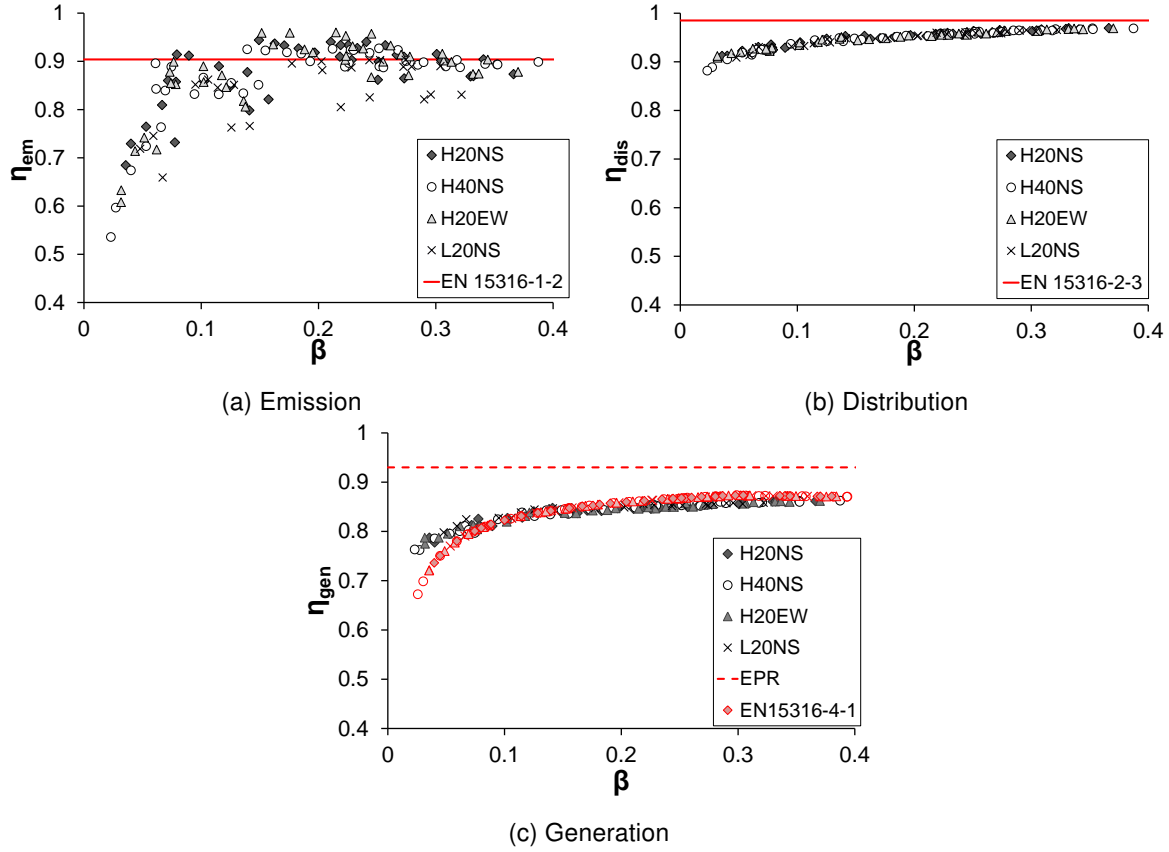 1
0.9
0.8
0.7
0.6
0.5
0.4
η_em
0
0.1
0.2
0.3
0.4
β
H20NS
H40NS
H20EW
L20NS
EN 15316-1-2
(a) Emission
1
0.9
0.8
0.7
0.6
0.5
0.4
η_dis
0
0.1
0.2
0.3
0.4
β
H20NS
H40NS
H20EW
L20NS
EN 15316-2-3
(b) Distribution
1
0.9
0.8
0.7
0.6
0.5
0.4
η_gen
0
0.1
0.2
0.3
0.4
β
H20NS
H40NS
H20EW
L20NS
EPR
EN15316-4-1
(c) Generation